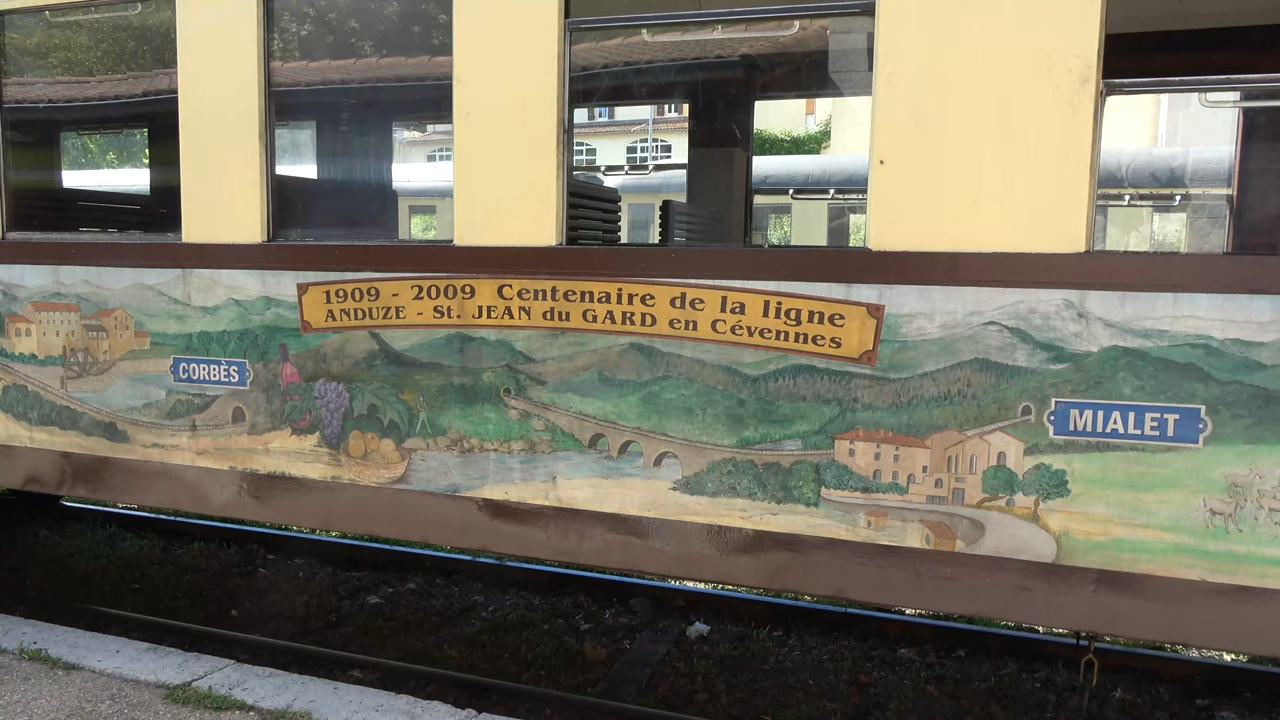 1909 - 2009 Centenaire de la ligne
ANDUZE - St. JEAN du GARD en Cévennes
CORBÈS
MIALET